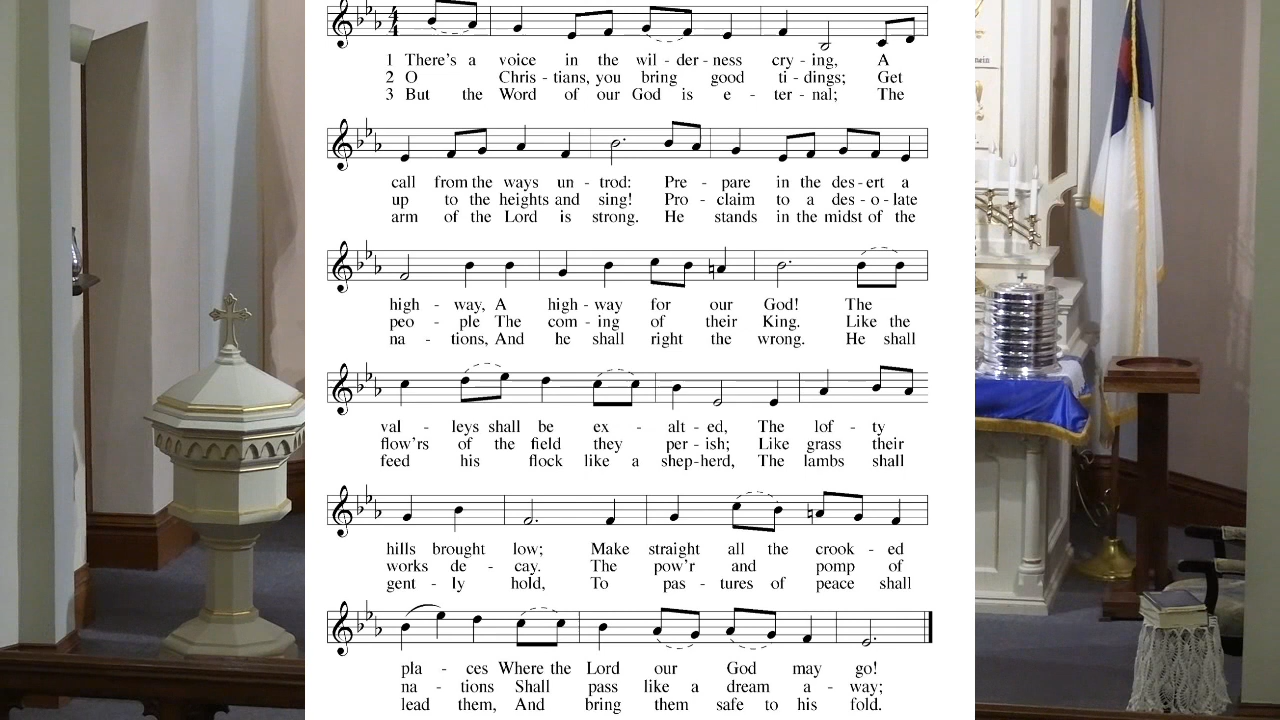 4
4
1 There's a voice in the wil - der - ness cry - ing, A
2 O Chris - tians, you bring good ti - dings; Get
3 But the Word of our God is e - ter - nal; The
call from the ways un - trod: Pre - pare in the des - ert a
up to the heights and sing! Pro - claim to a des - o - late
arm of the Lord is strong. He stands in the midst of the
high - way, A high - way for our God! The
peo - ple The com - ing of their King. Like the
na - tions, And he shall right the wrong. He shall
val - leys shall be ex - alt - ed, The lof - ty
flow'rs of the field they per - ish; Like grass their
feed his flock like a shep - herd, The lambs shall
hills brought low; Make straight all the crook - ed
works de - cay. The pow'r and pomp of
gent - ly hold, To pas - tures of peace shall
pla - ces Where the Lord our God may go!
na - tions Shall pass like a dream a - way;
lead them, And bring them safe to his fold.